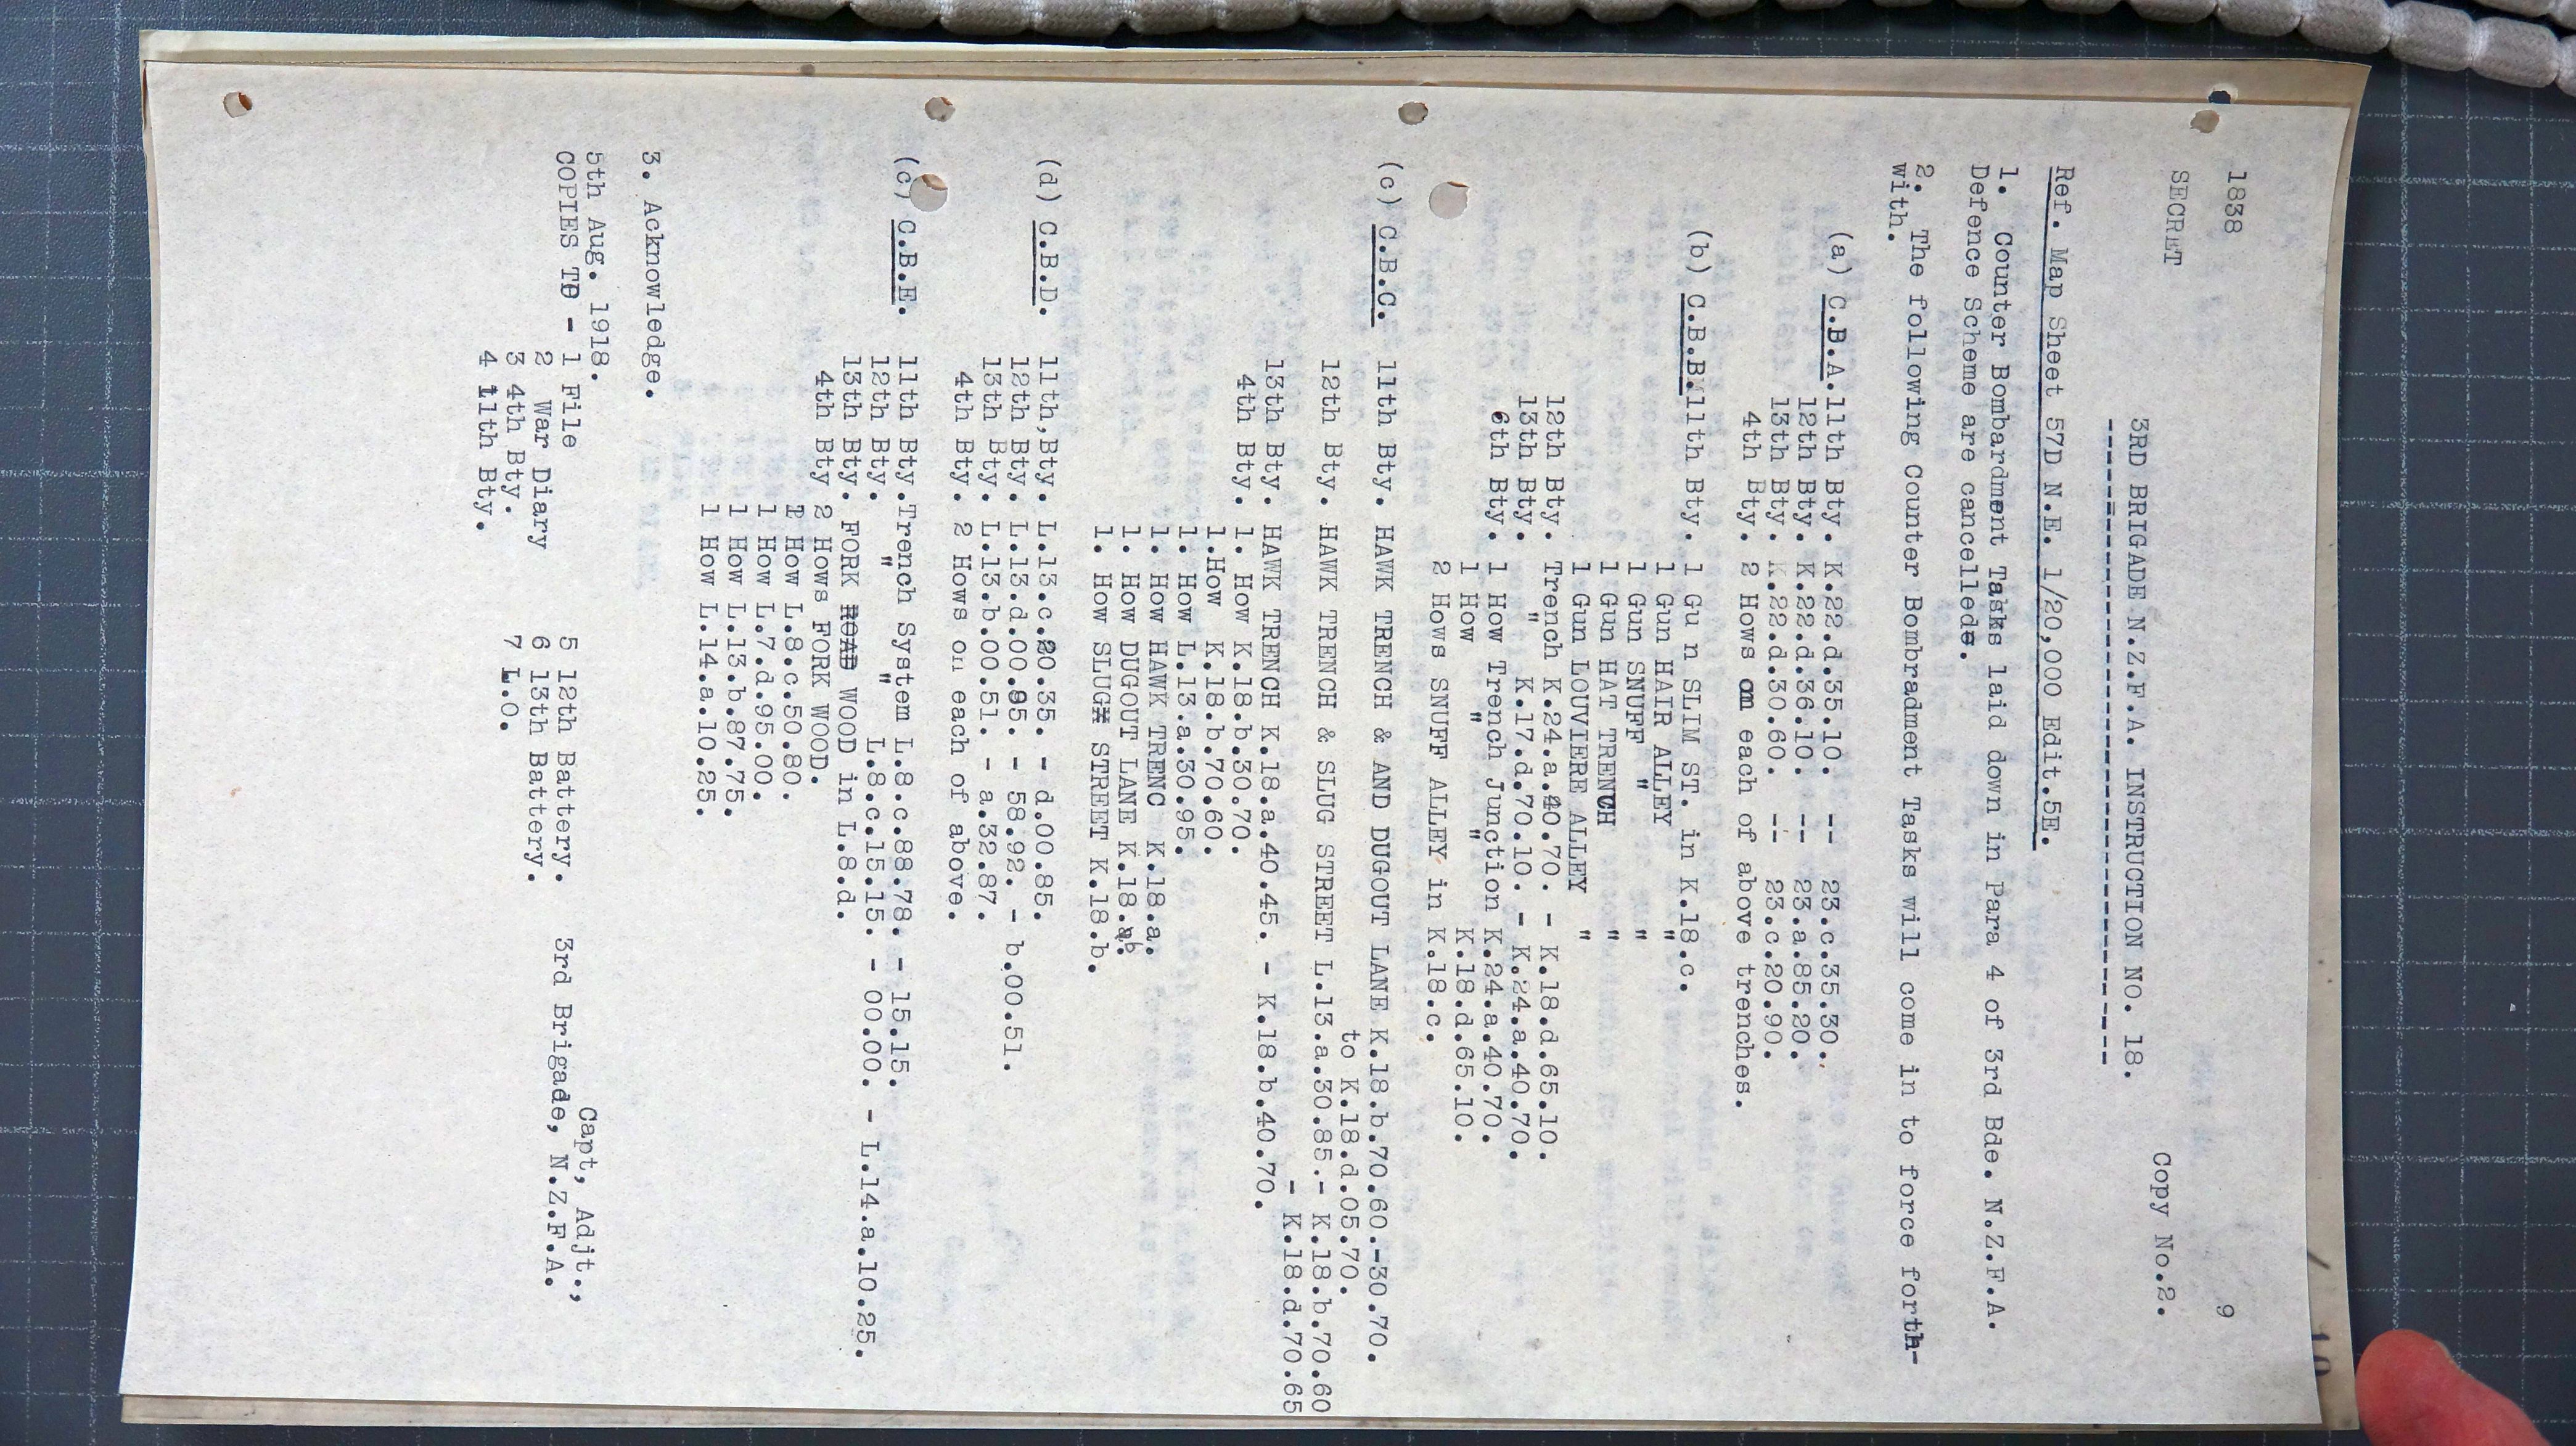 1838 9
SECRET Copy No.2.
3RD BRIGADE N.Z.F.A. INSTRUCTION NO. 18.
------------------------------------------
Ref. Map Sheet 57D N.E. 1/20,000 Edit.5E.
1. Counter Bombardment Tasks laid down in Para 4 of 3rd Bde. N.Z.F.A.
Defence Scheme are cancelled.
2. The following Counter Bombradment Tasks will come in to force forth-
with.
(a) C.B.A. 11th Bty. K.22.d.35.10. -- 23.c.35.30.
12th Bty. K.22.d.36.10. -- 23.a.85.20.
13th Bty. K.22.d.30.60. -- 23.c.20.90.
4th Bty. 2 Hows on each of above trenches.
(b) C.B.B. 11th Bty. 1 Gu n SLIM ST. in K.18.c.
1 Gun HAIR ALLEY "
1 Gun SNUFF " "
1 Gun HAT TRENCH "
1 Gun LOUVIERE ALLEY "
12th Bty. Trench K.24.a.40.70. - K.18.d.65.10.
13th Bty. " K.17.d.70.10. - K.24.a.40.70.
6th Bty. 1 How Trench Junction K.24.a.40.70.
1 How " " K.18.d.65.10.
2 Hows SNUFF ALLEY in K.18.c.
(c) C.B.C. 11th Bty. HAWK TRENCH & AND DUGOUT LANE K.18.b.70.60.-30.70.
to K.18.d.05.70.
12th Bty. HAWK TRENCH & SLUG STREET L.13.a.30.85.- K.18.b.70.60
- K.18.d.70.65
13th Bty. HAWK TRENCH K.18.a.40.45. - K.18.b.40.70.
4th Bty. 1. How K.18.b.30.70.
1.How K.18.b.70.60.
1. How L.13.a.30.95.
1. How HAWK TRENC K.18.a.
1. How DUGOUT LANE K.18.b.
1. How SLUG STREET K.18.b.
(d) C.B.D. 11th,Bty. L.13.c.20.35. - d.00.85.
12th Bty. L.13.d.00.95. - 58.92. - b.00.51.
13th Bty. L.13.b.00.51. - a.32.87.
4th Bty. 2 Hows on each of above.
(c) C.B.E. 11th Bty.Trench System L.8.c.88.78. - 15.15.
12th Bty. " " L.8.c.15.15. - 00.00. - L.14.a.10.25.
13th Bty. FORK ROAD WOOD in L.8.d.
4th Bty 2 Hows FORK WOOD.
1 How L.8.c.50.80.
1 How L.7.d.95.00.
1 How L.13.b.87.75.
1 How L.14.a.10.25.
3. Acknowledge.
Capt, Adjt.,
5th Aug. 1918. 3rd Brigade, N.Z.F.A.
COPIES TO - 1 File 5 12th Battery.
2 War Diary 6 13th Battery.
3 4th Bty. 7 L.O.
4 11th Bty.